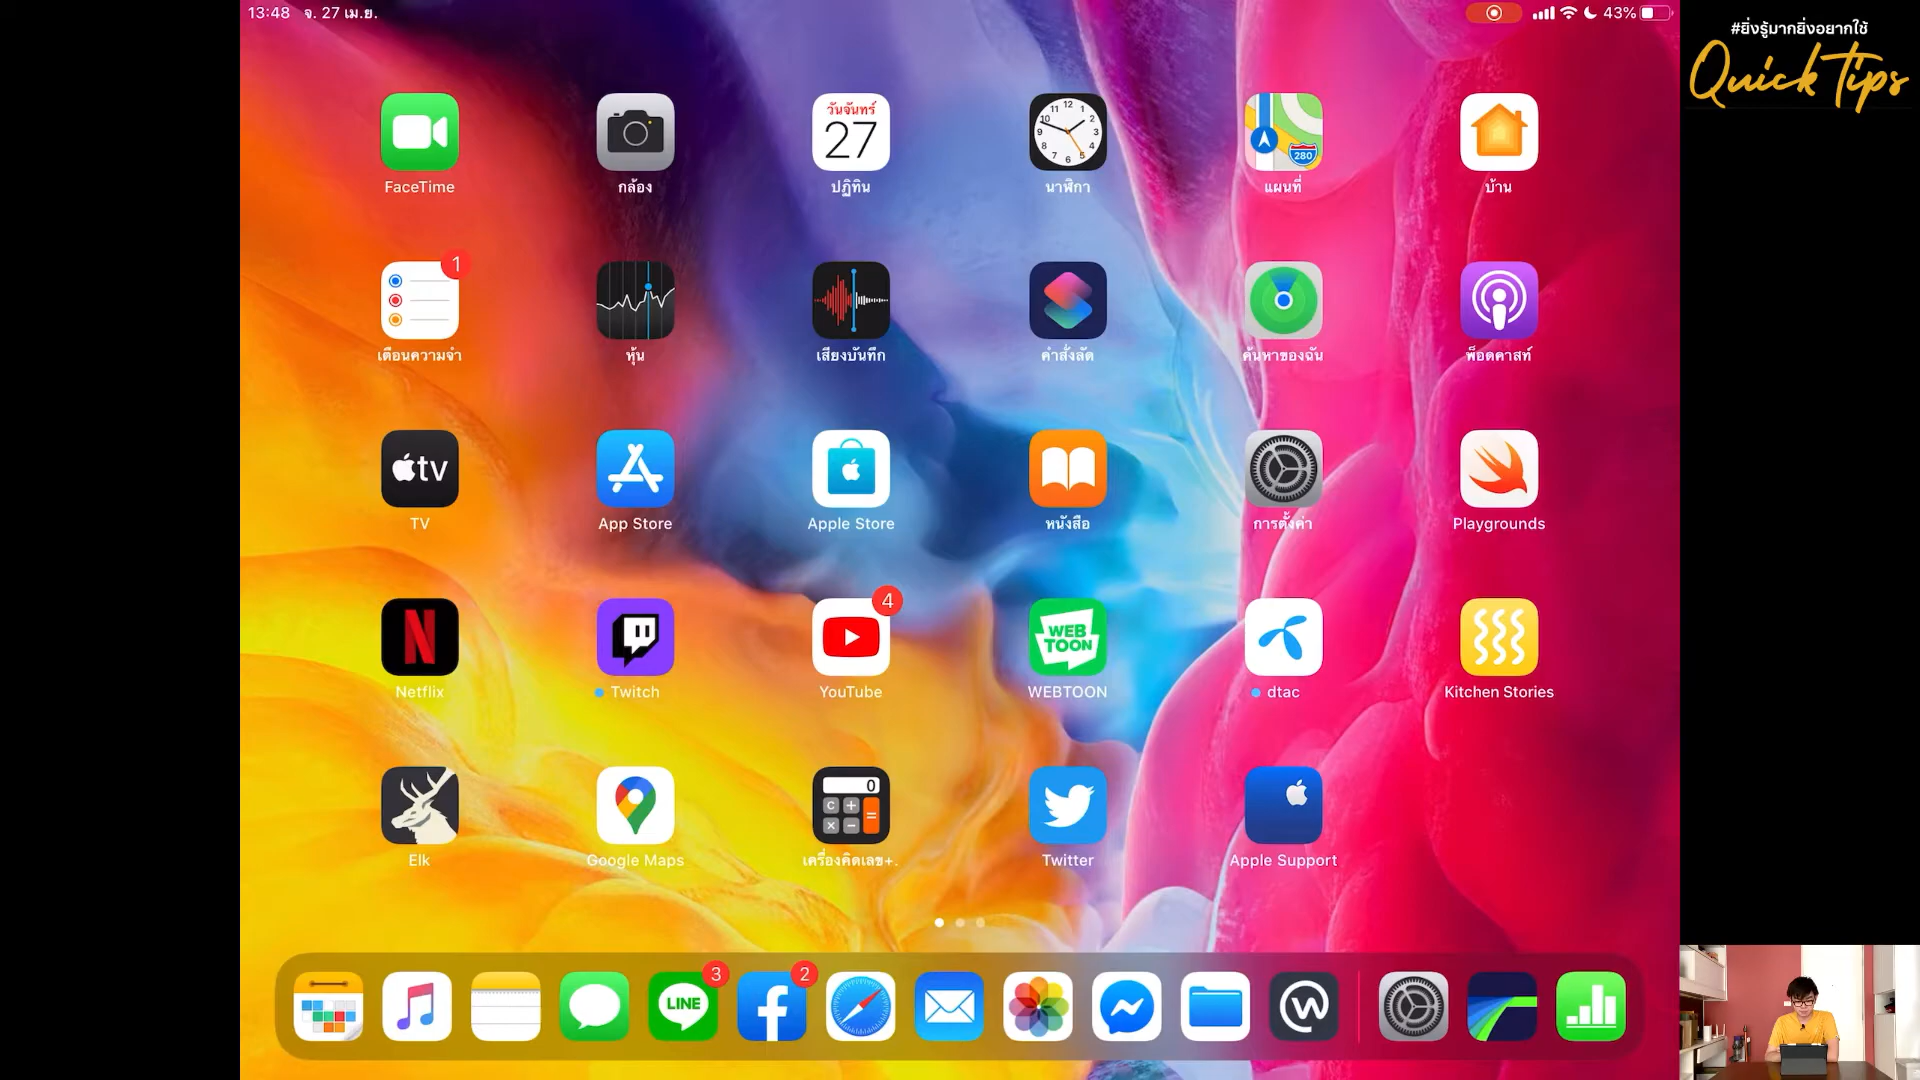 13:48 จ. 27 เม.ย.
43%
#ยิ่งรู้มากยิ่งอยากใช้
Quick Tips
วันจันทร์
27
280
FaceTime
กล้อง
ปฏิทิน
นาฬิกา
แผนที่
บ้าน
1
เตือนความจำ
หุ้น
เสียงบันทึก
คำสั่งลัด
ค้นหาของฉัน
พ็อดคาสท์
tv
TV
App Store
Apple Store
หนังสือ
การตั้งค่า
Playgrounds
4
WEB
TOON
Netflix
Twitch
YouTube
WEBTOON
dtac
Kitchen Stories
0
Elk
Google Maps
เครื่องคิดเลข+.
Twitter
Apple Support
3
2
LINE